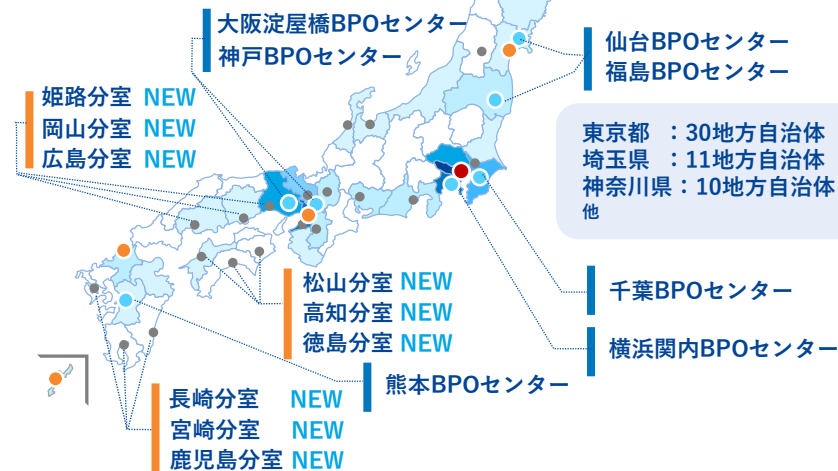 大阪淀屋橋BPOセンター
神戸BPOセンター
仙台BPOセンター
福島BPOセンター
姫路分室 NEW
岡山分室 NEW
広島分室 NEW
東京都 :30地方自治体
埼玉県 :11地方自治体
神奈川県:10地方自治体
他
松山分室 NEW
高知分室 NEW
徳島分室 NEW
千葉BPOセンター
横浜関内BPOセンター
熊本BPOセンター
長崎分室 NEW
宮崎分室 NEW
鹿児島分室 NEW